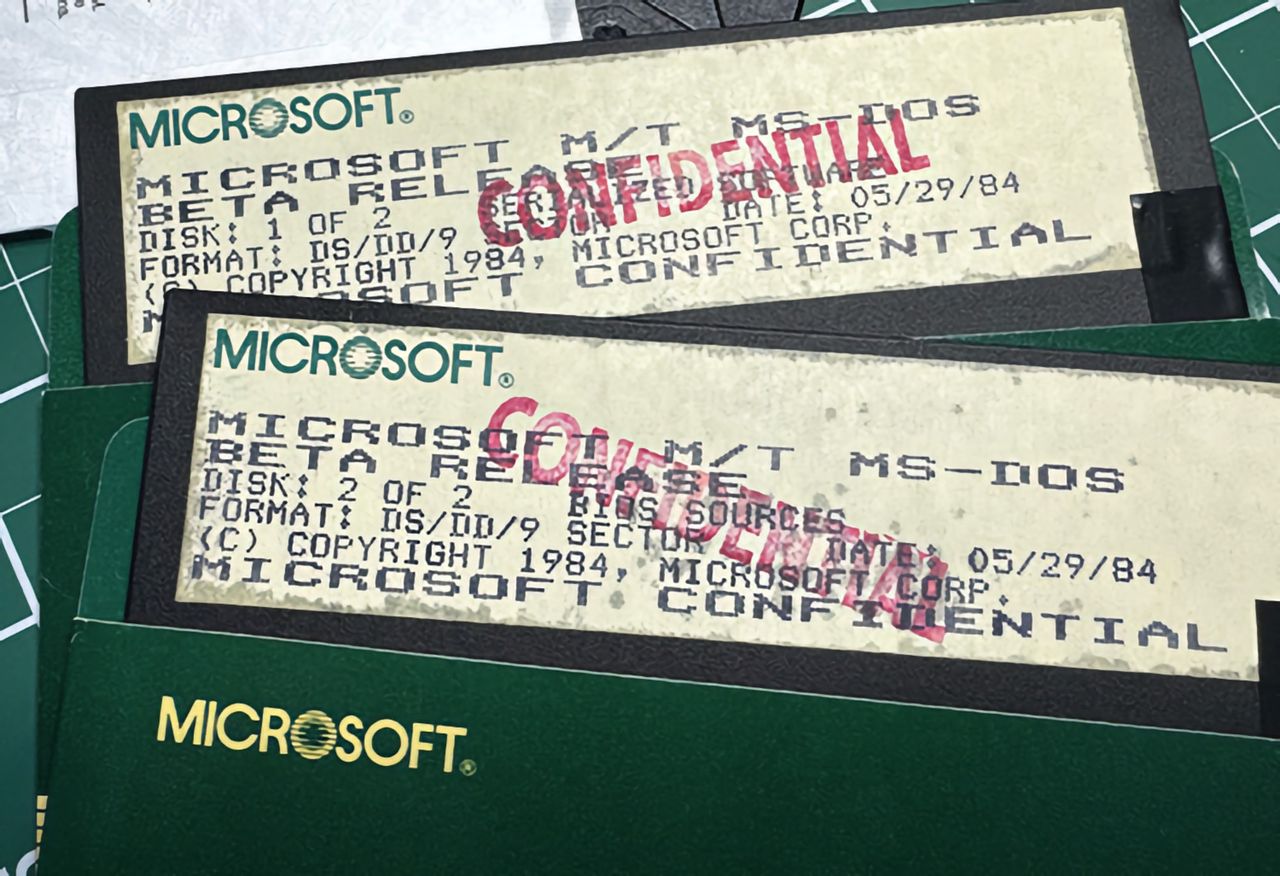 MICROSOFT®
MICROSOFT M/T MS-DOS
BETA RELEASE
CONFIDENTIAL
DISK: 1 OF 2 SERIALIZED SOFTWARE
FORMAT: DS/DD/9 SECTOR DATE: 05/29/84
(C) COPYRIGHT 1984, MICROSOFT CORP.
CONFIDENTIAL
MICROSOFT®
MICROSOFT M/T MS-DOS
BETA RELEASE
CONFIDENTIAL
DISK: 2 OF 2 BIOS SOURCES
FORMAT: DS/DD/9 SECTOR DATE: 05/29/84
(C) COPYRIGHT 1984, MICROSOFT CORP.
MICROSOFT CONFIDENTIAL
MICROSOFT®